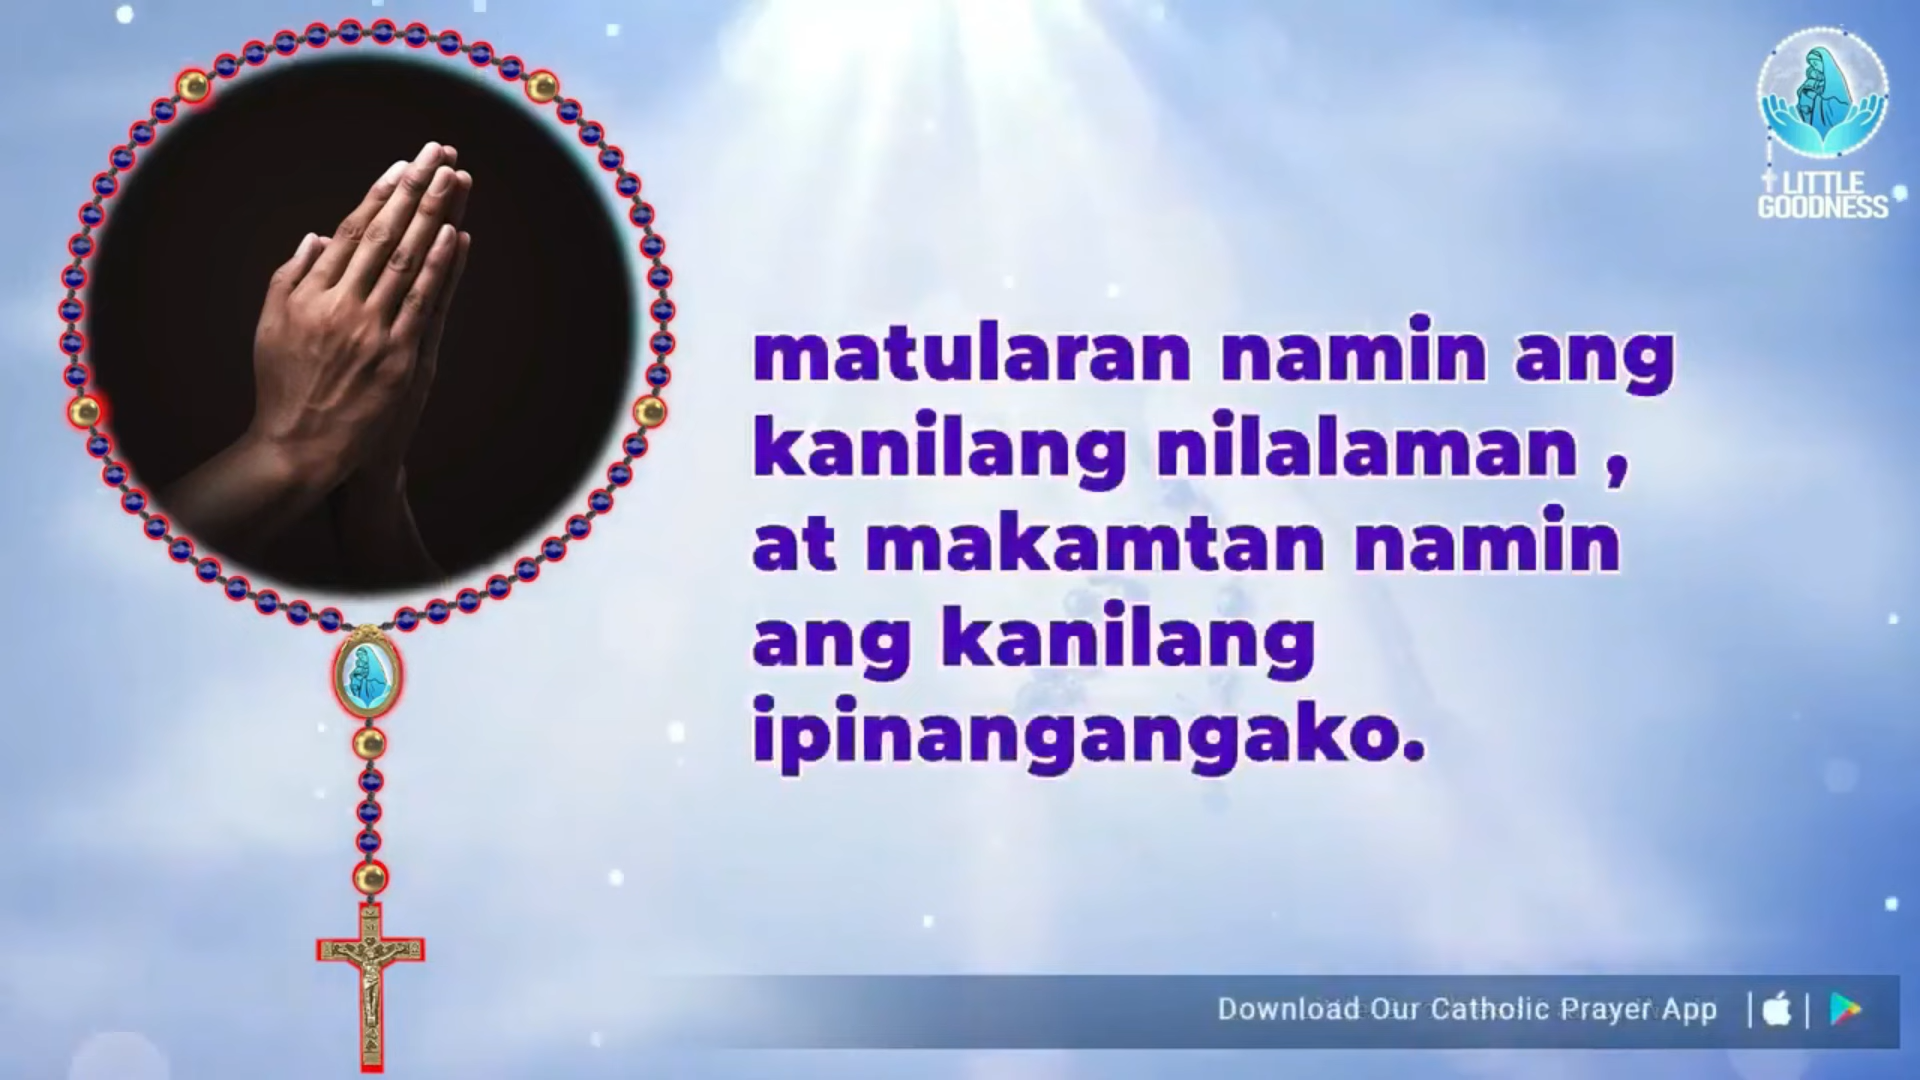 LITTLE
GOODNESS
matularan namin ang
kanilang nilalaman ,
at makamtan namin
ang kanilang
ipinangangako.
Download Our Catholic Prayer App